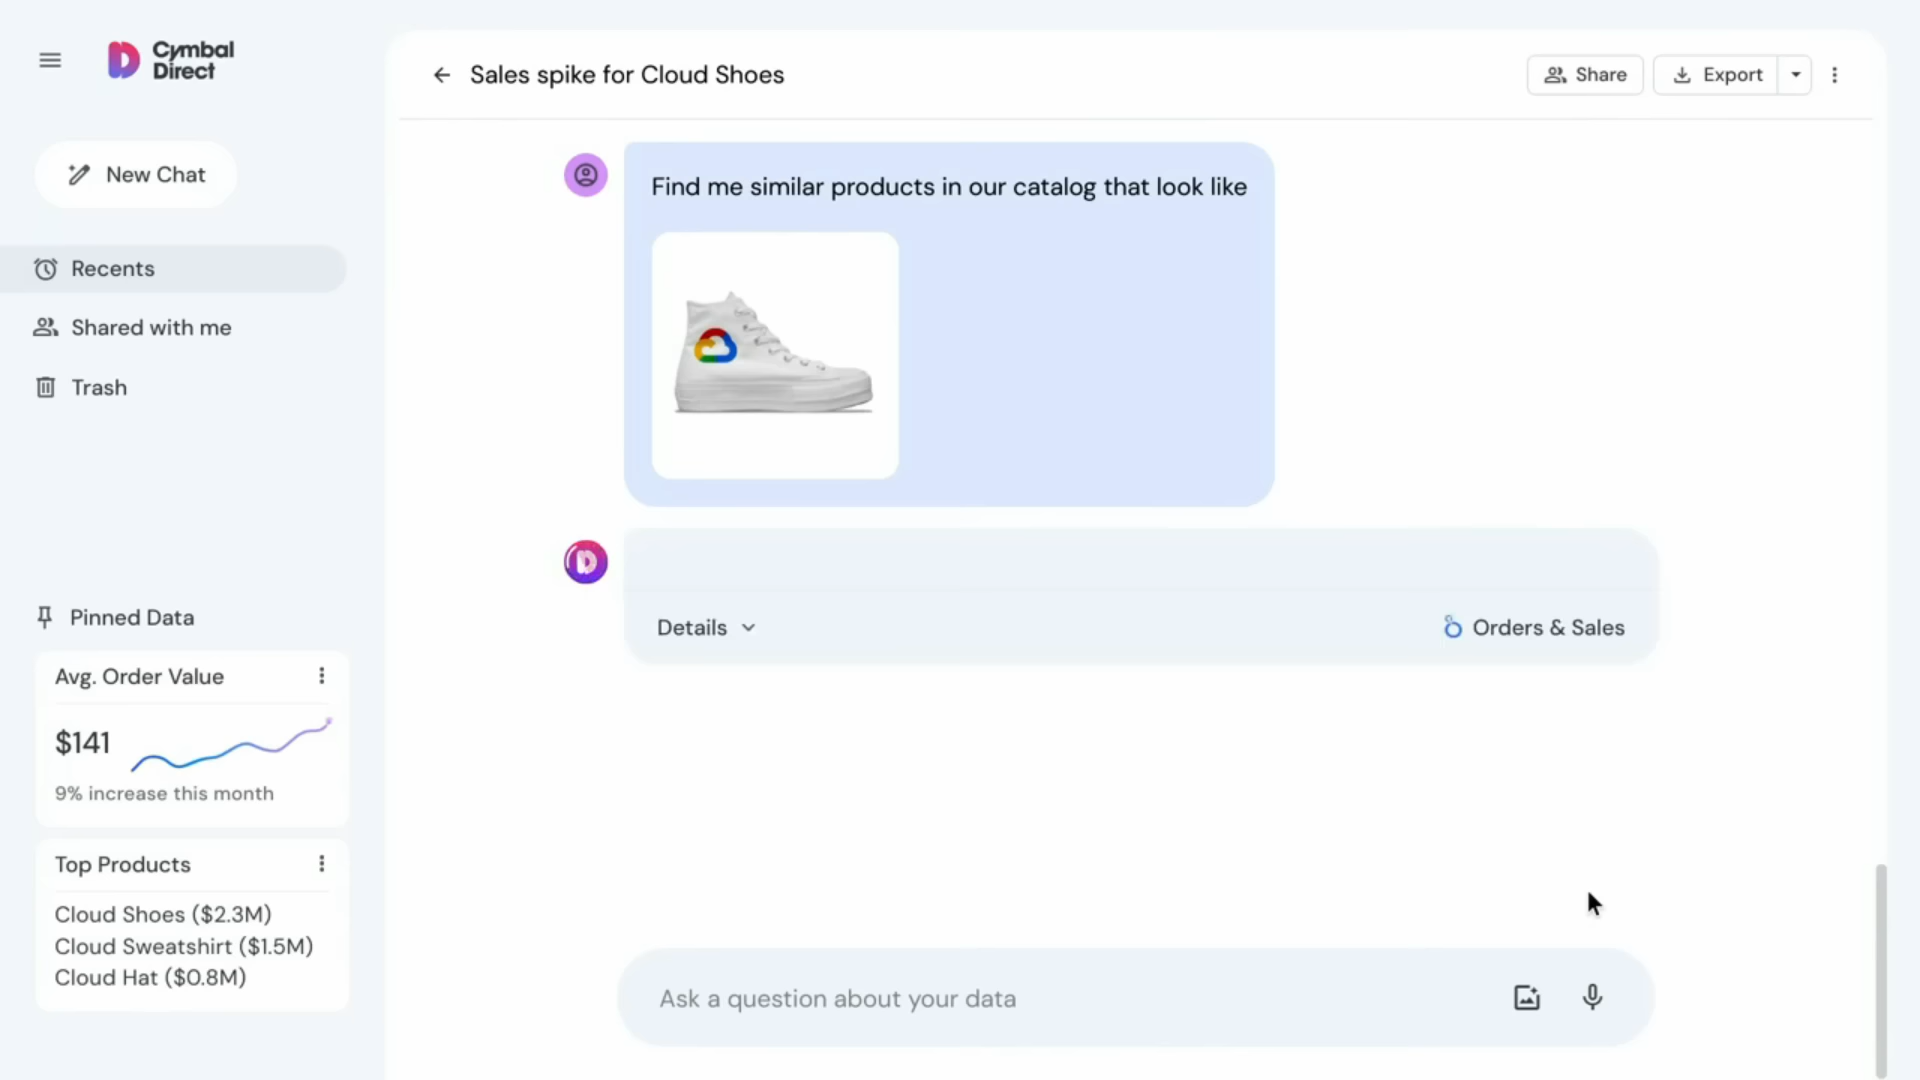 Cymbal
Direct
New Chat
Recents
Shared with me
Trash
Pinned Data
Avg. Order Value
$141
9% increase this month
Top Products
Cloud Shoes ($2.3M)
Cloud Sweatshirt ($1.5M)
Cloud Hat ($0.8M)
Sales spike for Cloud Shoes
Share
Export
Find me similar products in our catalog that look like
Details
Orders & Sales
Ask a question about your data